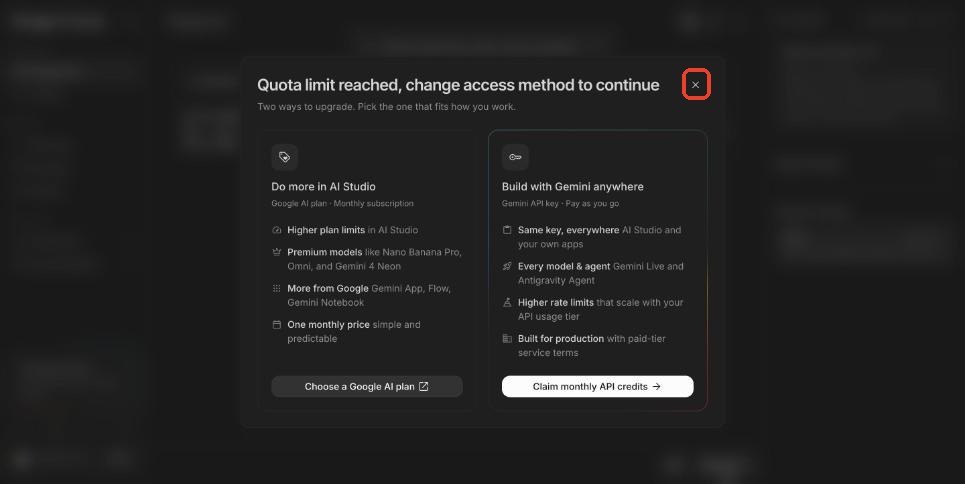 Quota limit reached, change access method to continue
Two ways to upgrade. Pick the one that fits how you work.
Do more in AI Studio
Google AI plan · Monthly subscription
Higher plan limits in AI Studio
Premium models like Nano Banana Pro,
Omni, and Gemini 4 Neon
More from Google Gemini App, Flow,
Gemini Notebook
One monthly price simple and
predictable
Choose a Google AI plan
Build with Gemini anywhere
Gemini API key · Pay as you go
Same key, everywhere AI Studio and
your own apps
Every model & agent Gemini Live and
Antigravity Agent
Higher rate limits that scale with your
API usage tier
Built for production with paid-tier
service terms
Claim monthly API credits